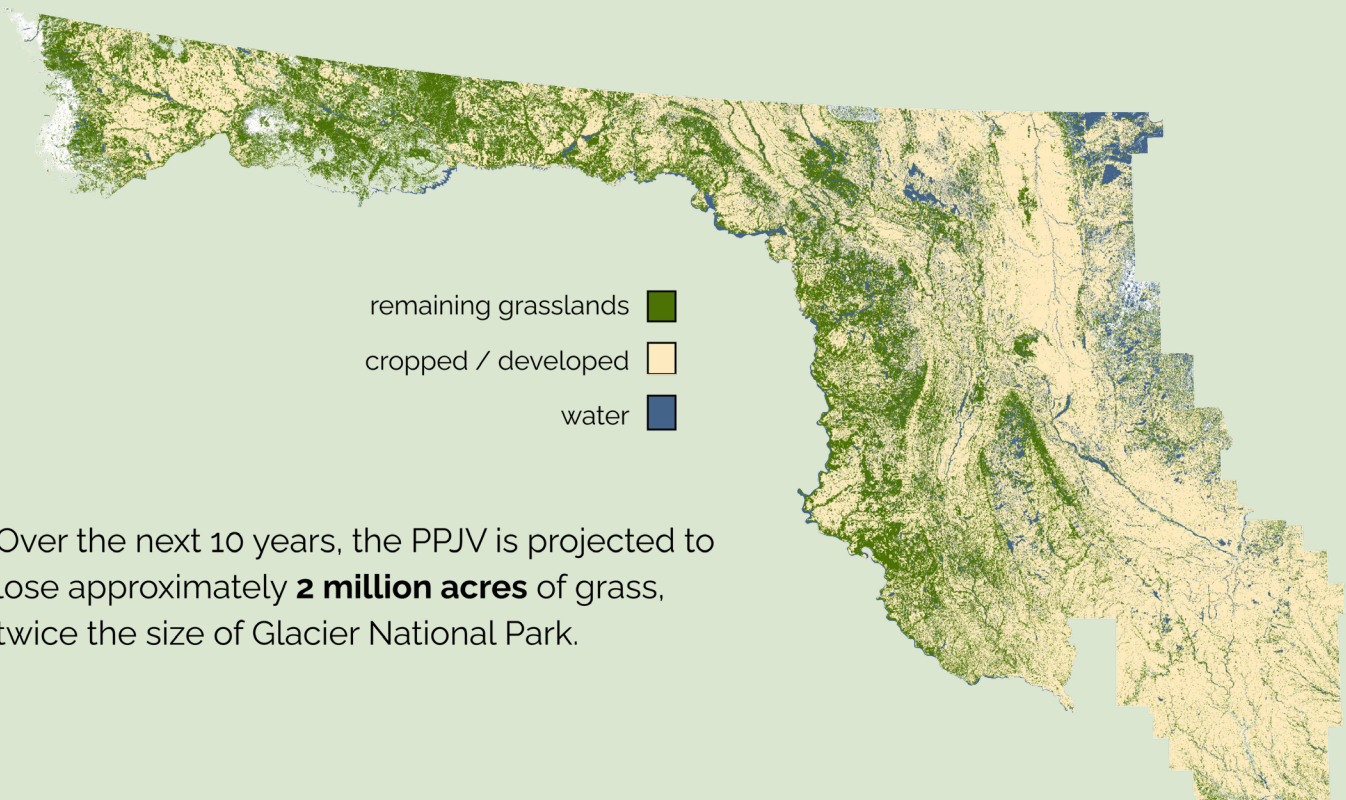 remaining grasslands
cropped / developed
water
Over the next 10 years, the PPJV is projected to
lose approximately 2 million acres of grass,
twice the size of Glacier National Park.